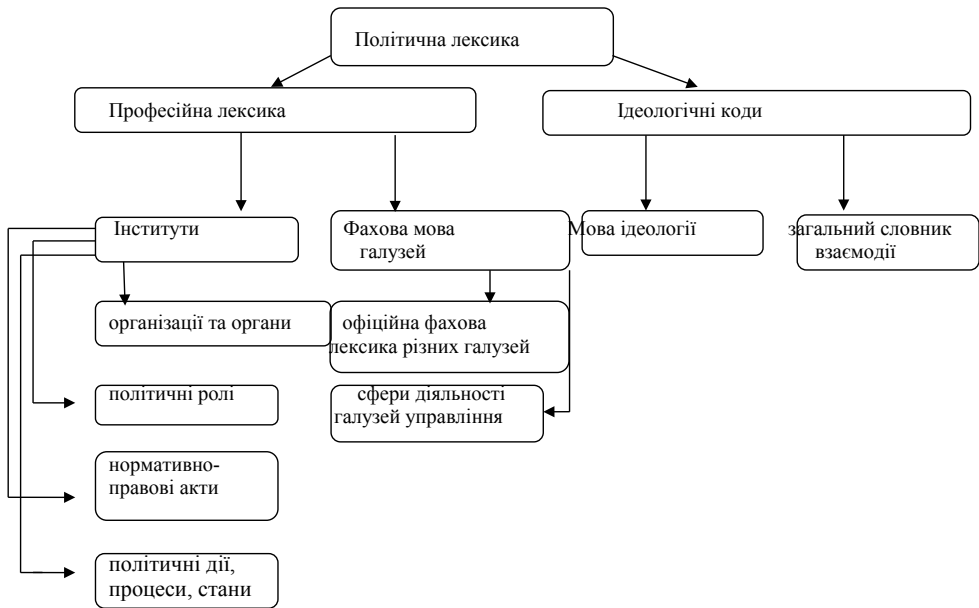 Політична лексика
Професійна лексика
Ідеологічні коди
Інститути
Фахова мова
галузей
Мова ідеології
загальний словник
взаємодії
організації та органи
офіційна фахова
лексика різних галузей
політичні ролі
сфери діяльності
галузей управління
нормативно-
правові акти
політичні дії,
процеси, стани